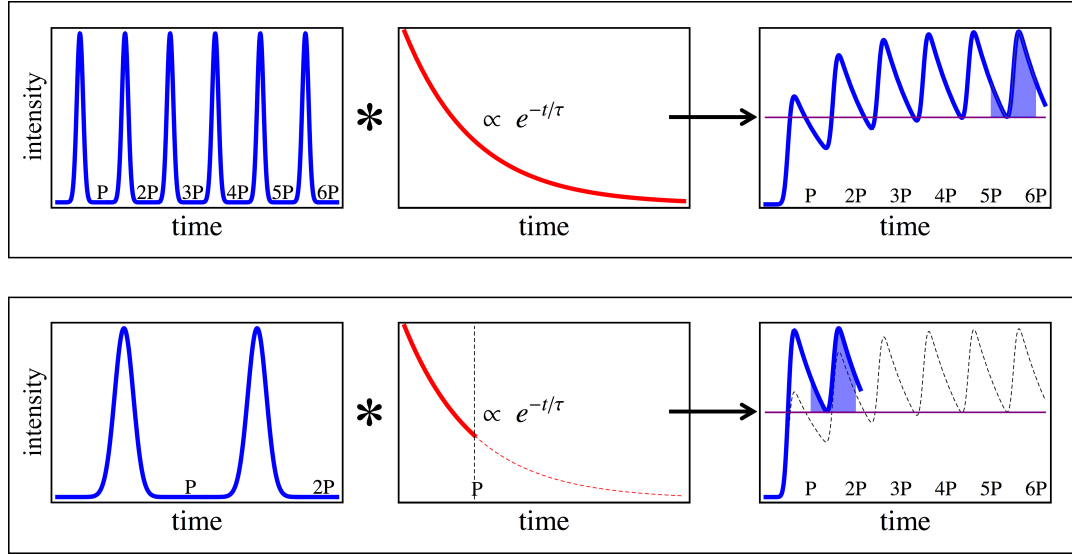 intensity
P 2P 3P 4P 5P 6P
time
*
∝ e^{-t/τ}
time
P 2P 3P 4P 5P 6P
time
intensity
P 2P
time
*
∝ e^{-t/τ}
P
time
P 2P 3P 4P 5P 6P
time